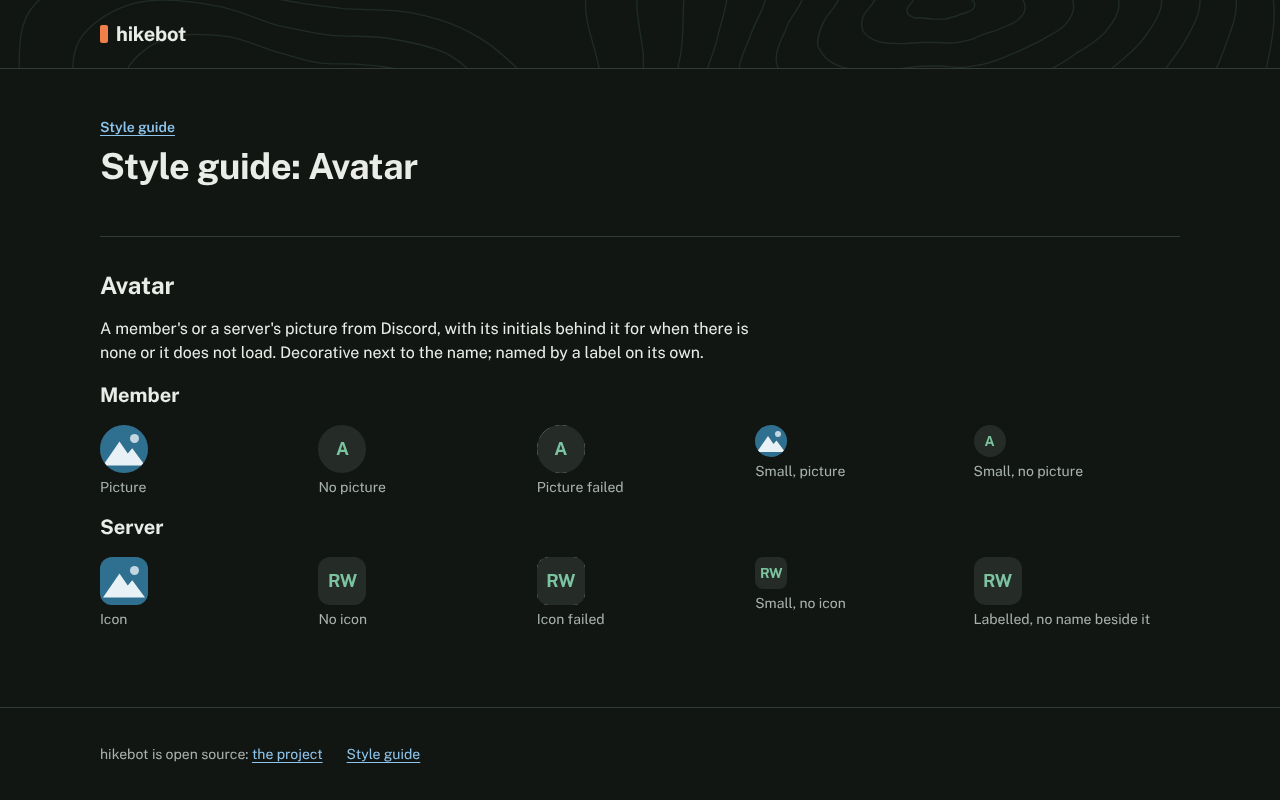 hikebot
Style guide
Style guide: Avatar
Avatar
A member's or a server's picture from Discord, with its initials behind it for when there is
none or it does not load. Decorative next to the name; named by a label on its own.
Member
A
A
A
Picture
No picture
Picture failed
Small, picture
Small, no picture
Server
RW
RW
RW
RW
Icon
No icon
Icon failed
Small, no icon
Labelled, no name beside it
hikebot is open source: the project
Style guide